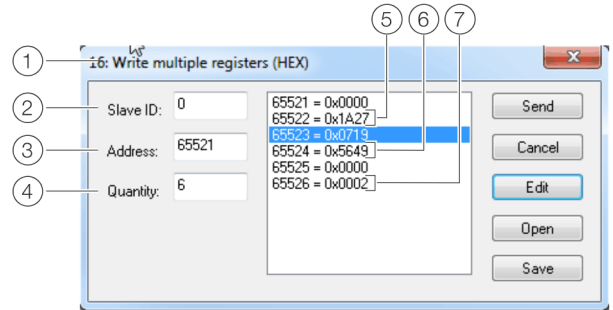 5 6 7
1 16: Write multiple registers (HEX)
2 Slave ID: 0
3 Address: 65521
4 Quantity: 6
65521 = 0x0000
65522 = 0x1A27
65523 = 0x0719
65524 = 0x5649
65525 = 0x0000
65526 = 0x0002
Send
Cancel
Edit
Open
Save